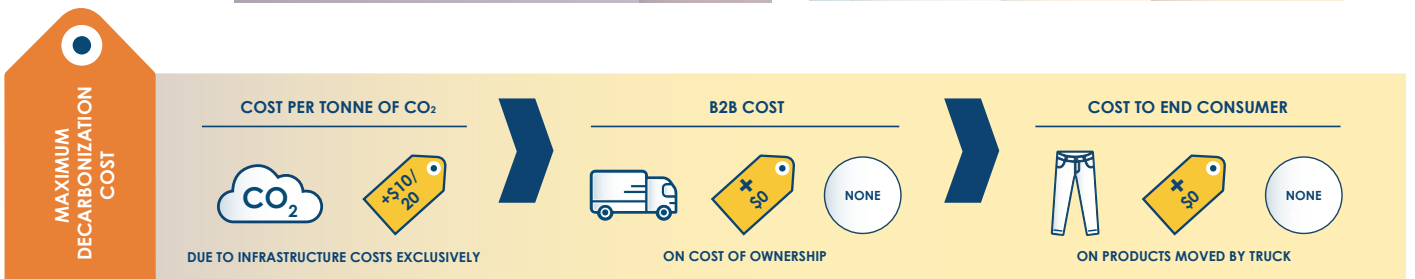 MAXIMUM
DECARBONIZATION
COST
COST PER TONNE OF CO₂
CO₂
+$10/
20
DUE TO INFRASTRUCTURE COSTS EXCLUSIVELY
B2B COST
+
$0
NONE
ON COST OF OWNERSHIP
COST TO END CONSUMER
+
$0
NONE
ON PRODUCTS MOVED BY TRUCK